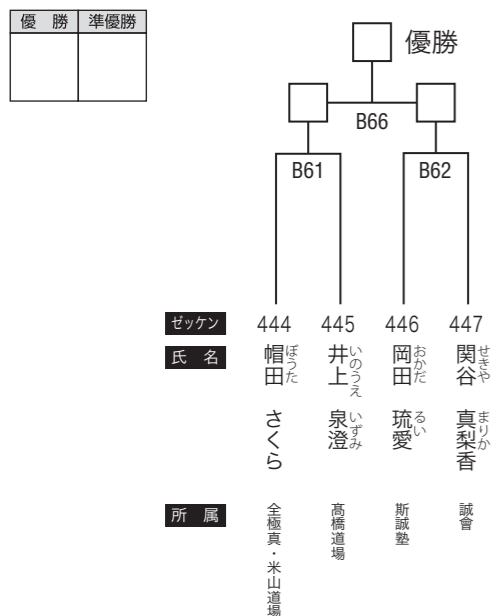 優　勝　準優勝
優勝
B66
B61　B62
ゼッケン　444　445　446　447
氏　名
帽田 さくら
ぼうた
井上 泉澄
いのうえ いずみ
岡田 琉愛
おかだ るい
関谷 真梨香
せきや まりか
所　属
全極真・米山道場
髙橋道場
斯誠塾
誠會